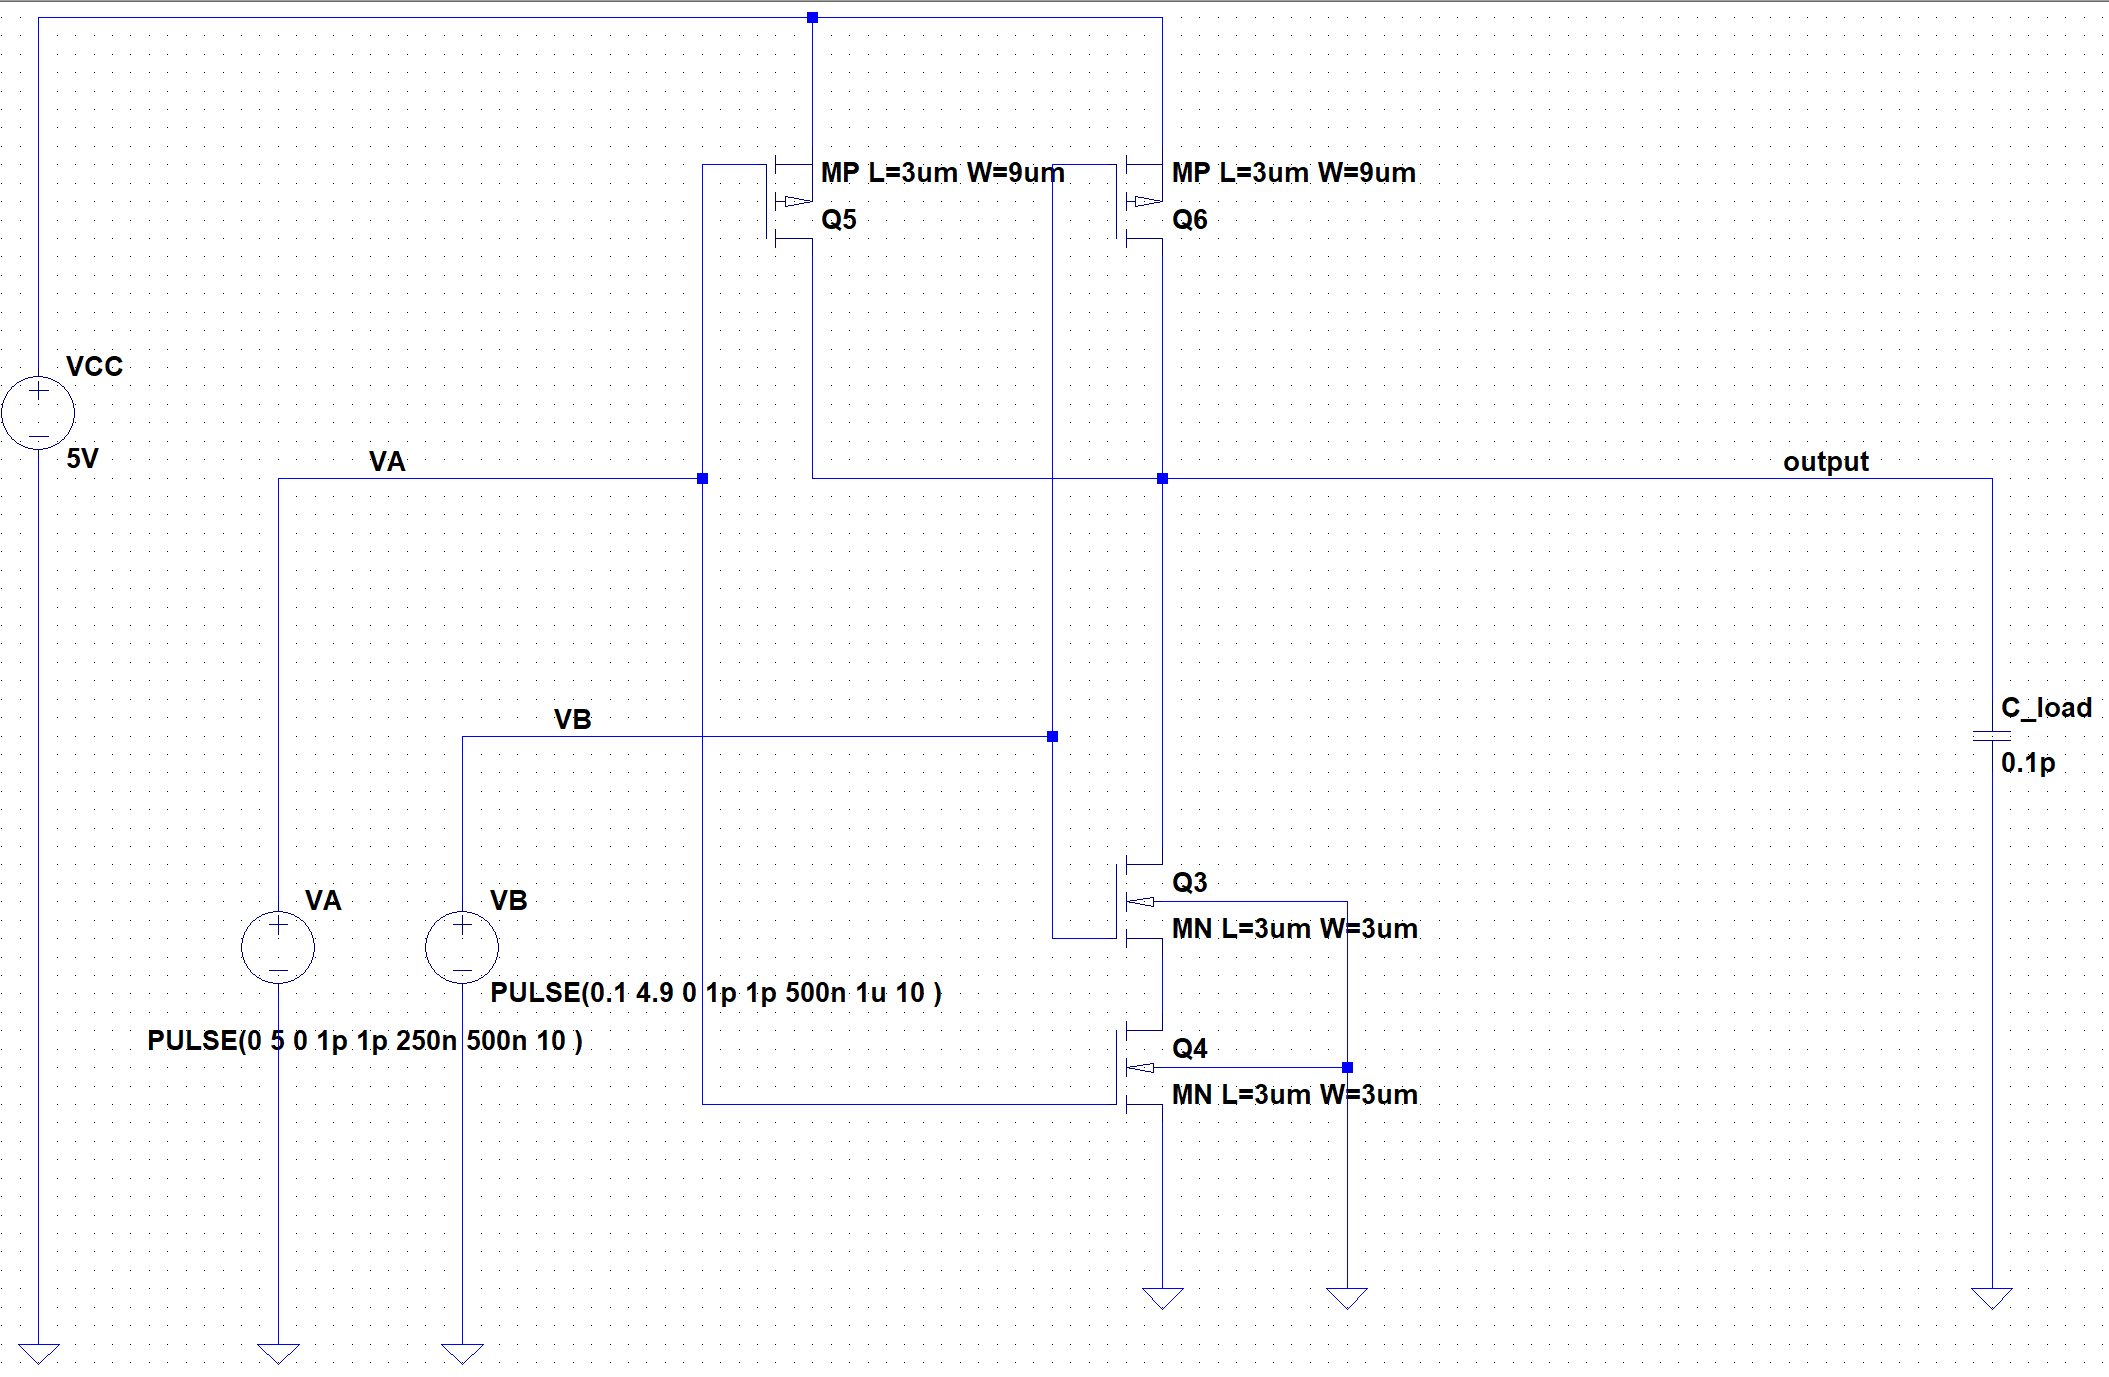 MP L=3um W=9um
Q5
MP L=3um W=9um
Q6
VCC
5V
VA
output
VB
C_load
0.1p
VA
VB
PULSE(0.1 4.9 0 1p 1p 500n 1u 10 )
PULSE(0 5 0 1p 1p 250n 500n 10 )
Q3
MN L=3um W=3um
Q4
MN L=3um W=3um